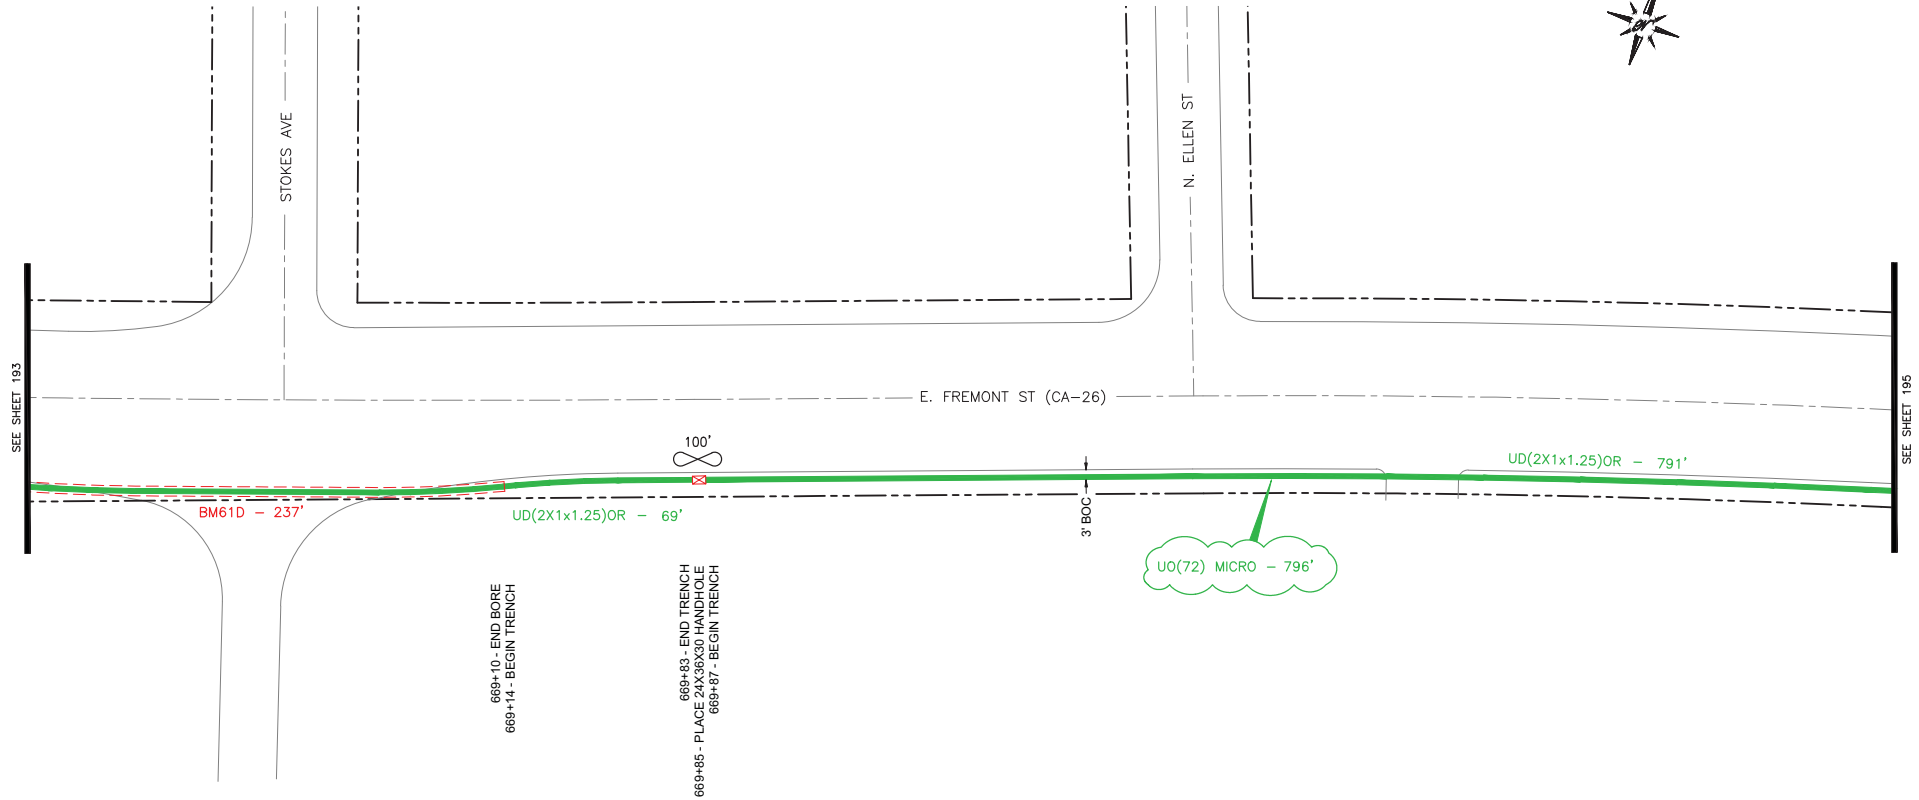 STOKES AVE
N. ELLEN ST
SEE SHEET 193
E. FREMONT ST (CA-26)
SEE SHEET 195
100'
UD(2X1x1.25)OR - 791'
BM61D - 237'
UD(2X1x1.25)OR - 69'
3' BOC
UO(72) MICRO - 796'
669+10 - END BORE
669+14 - BEGIN TRENCH
669+83 - END TRENCH
669+85 - PLACE 24X36X30 HANDHOLE
669+87 - BEGIN TRENCH